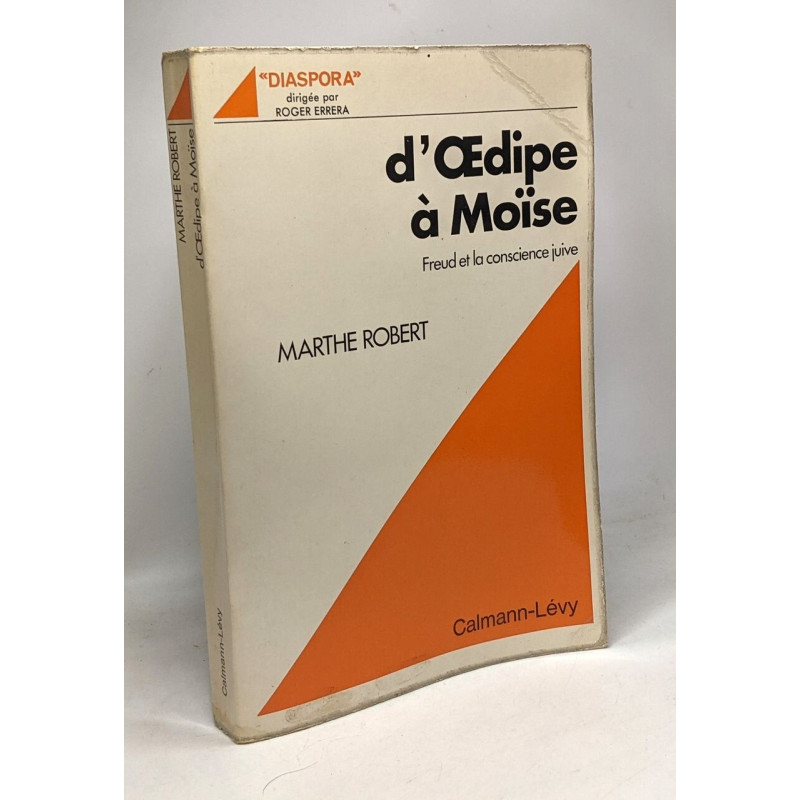 «DIASPORA»
dirigée par
ROGER ERRERA
d'Œdipe
à Moïse
Freud et la conscience juive
MARTHE ROBERT
Calmann-Lévy
MARTHE ROBERT
d'Œdipe à Moïse
Calmann-Lévy